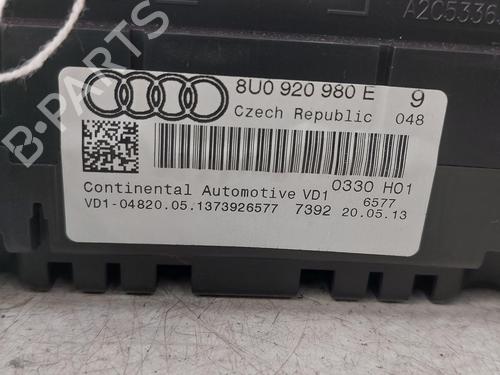 A2C5336
8U0 920 980 E 9
Czech Republic 048
0330 H01
Continental Automotive VD1 6577
VD1-04820.05.1373926577 7392 20.05.13
B-PARTS